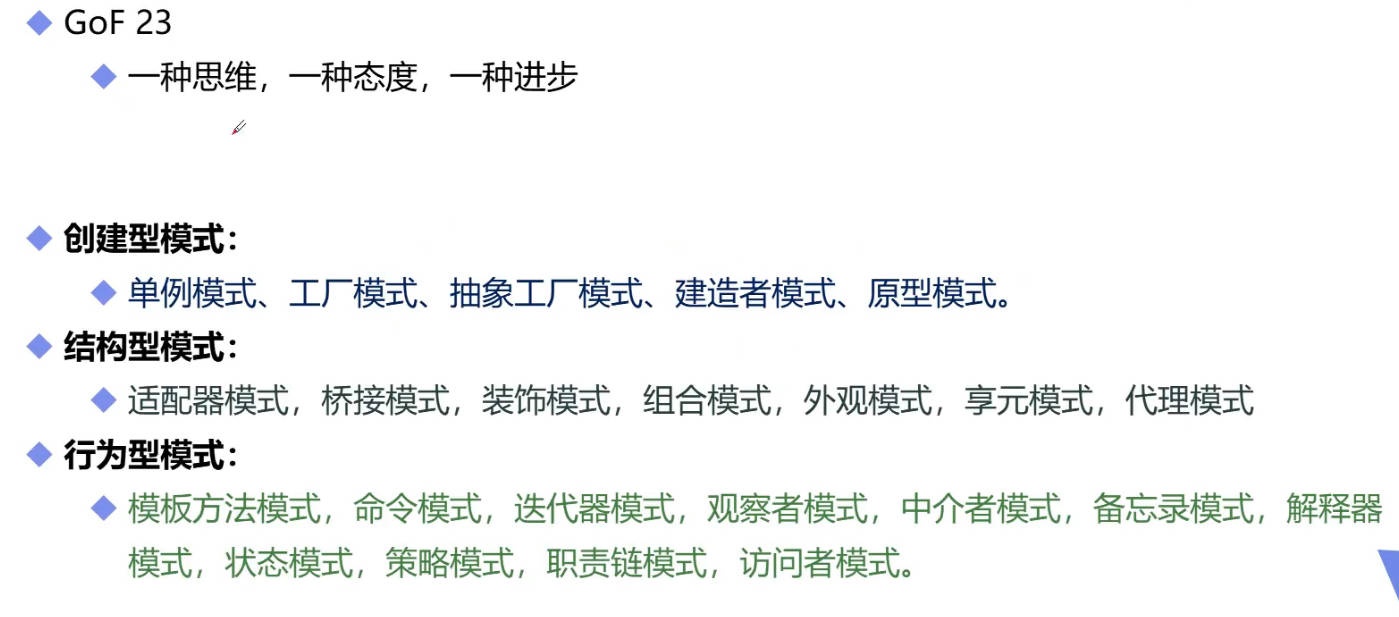 GoF 23
一种思维，一种态度，一种进步
创建型模式：
单例模式、工厂模式、抽象工厂模式、建造者模式、原型模式。
结构型模式：
适配器模式，桥接模式，装饰模式，组合模式，外观模式，享元模式，代理模式
行为型模式：
模板方法模式，命令模式，迭代器模式，观察者模式，中介者模式，备忘录模式，解释器
模式，状态模式，策略模式，职责链模式，访问者模式。